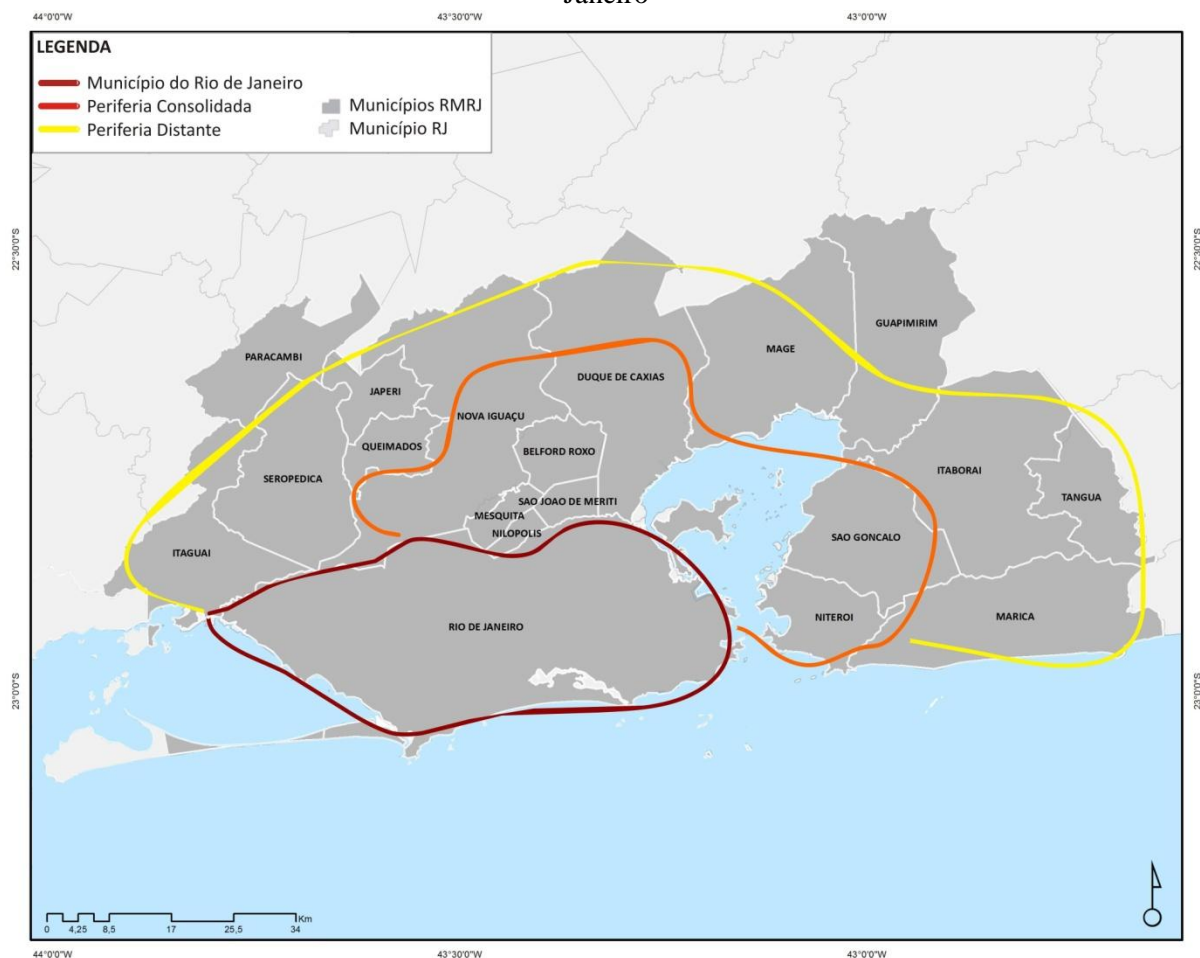 Janeiro
44°0'0"W 43°30'0"W 43°0'0"W
LEGENDA
Município do Rio de Janeiro
Periferia Consolidada
Periferia Distante
Municípios RMRJ
Município RJ
22°30'0"S 22°30'0"S
GUAPIMIRIM
MAGE
PARACAMBI
DUQUE DE CAXIAS
JAPERI
NOVA IGUAÇU
QUEIMADOS
BELFORD ROXO
ITABORAI
SEROPEDICA
TANGUA
SAO JOAO DE MERITI
MESQUITA
NILOPOLIS
SAO GONCALO
ITAGUAI
NITEROI
MARICA
RIO DE JANEIRO
23°0'0"S 23°0'0"S
Km
0 4,25 8,5 17 25,5 34
44°0'0"W 43°30'0"W 43°0'0"W